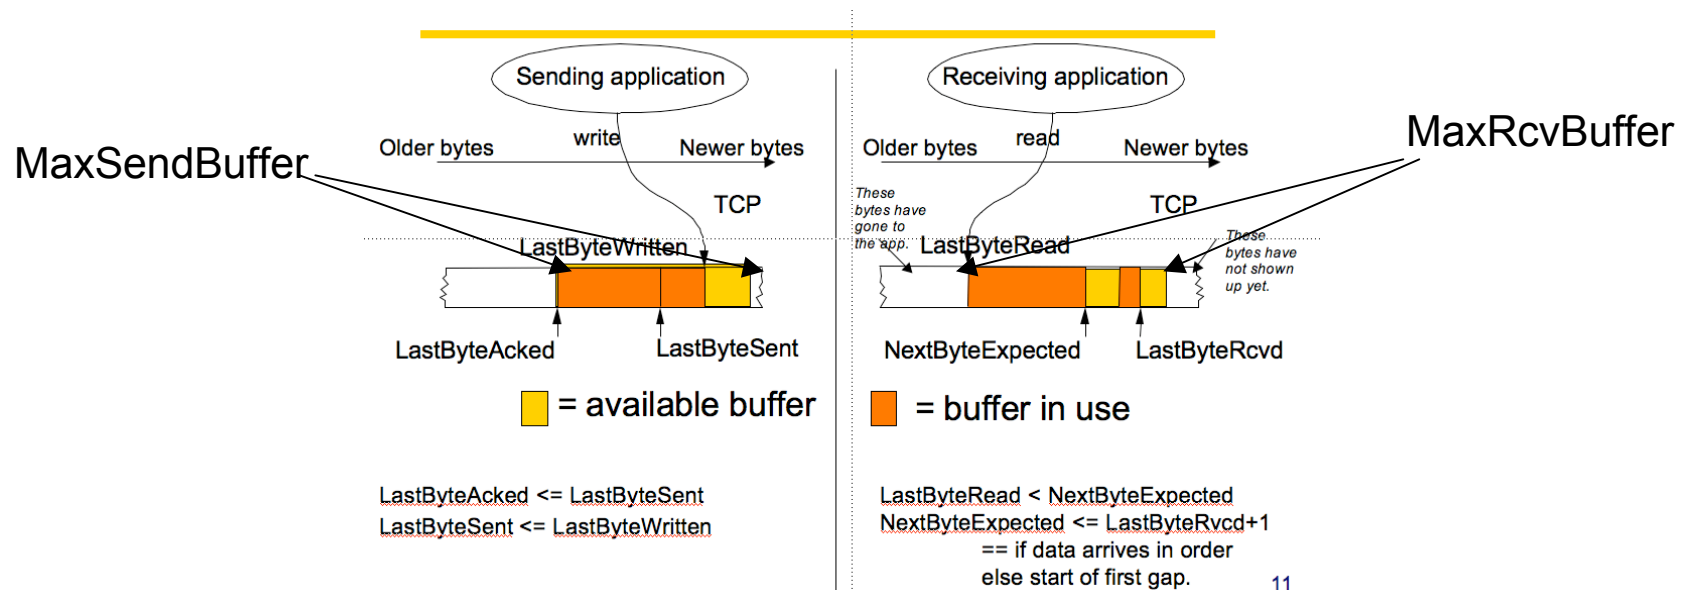 Sending application
Receiving application
MaxSendBuffer
MaxRcvBuffer
write
read
Older bytes
Newer bytes
Older bytes
Newer bytes
TCP
These
bytes have
gone to
the app.
TCP
LastByteWritten
LastByteRead
These
bytes have
not shown
up yet.
LastByteAcked
LastByteSent
NextByteExpected
LastByteRcvd
= available buffer
= buffer in use
LastByteAcked <= LastByteSent
LastByteSent <= LastByteWritten
LastByteRead < NextByteExpected
NextByteExpected <= LastByteRvcd+1
== if data arrives in order
else start of first gap.
11